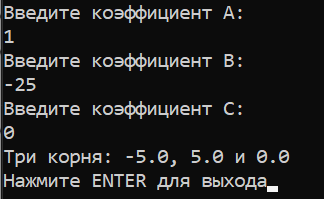 Введите коэффициент А:
1
Введите коэффициент В:
-25
Введите коэффициент С:
0
Три корня: -5.0, 5.0 и 0.0
Нажмите ENTER для выхода